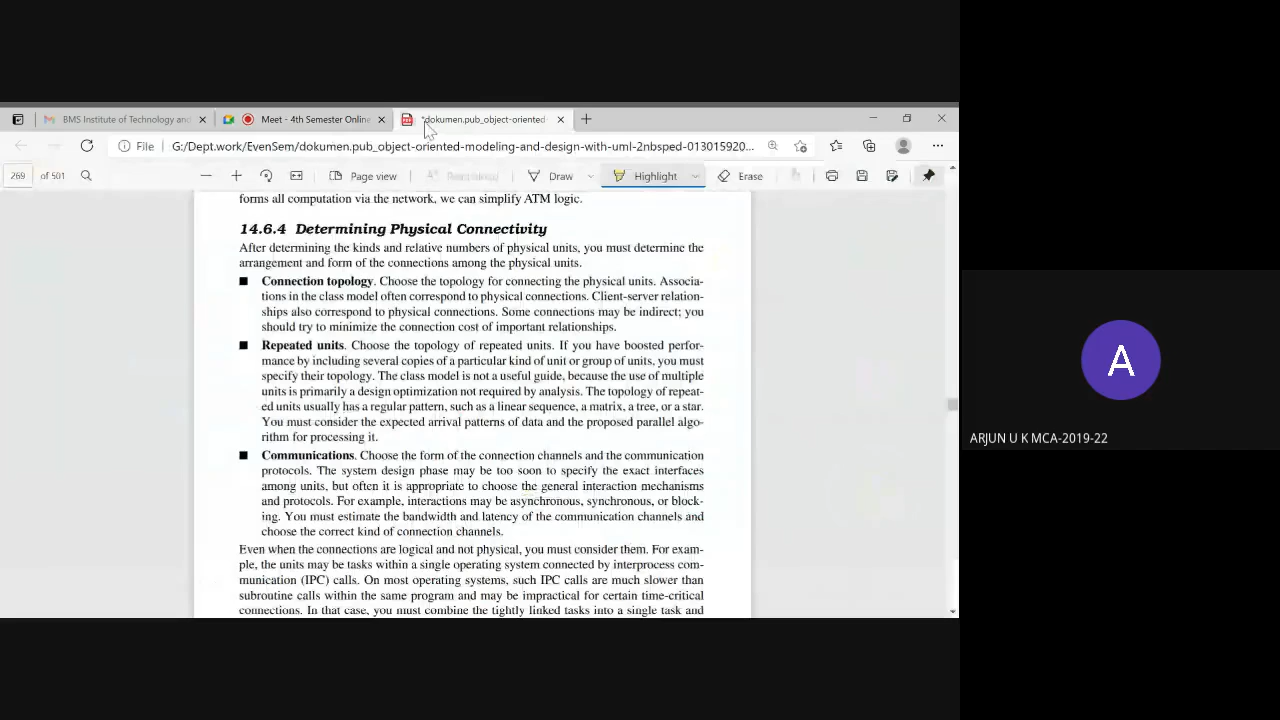 BMS Institute of Technology and
Meet - 4th Semester Online
*dokumen.pub_object-oriented-
File
G:/Dept.work/EvenSem/dokumen.pub_object-oriented-modeling-and-design-with-uml-2nbsped-013015920...
269 of 501
Page view
Read aloud
Draw
Highlight
Erase
forms all computation via the network, we can simplify ATM logic.
14.6.4 Determining Physical Connectivity
After determining the kinds and relative numbers of physical units, you must determine the
arrangement and form of the connections among the physical units.
■ Connection topology. Choose the topology for connecting the physical units. Associa-
tions in the class model often correspond to physical connections. Client-server relation-
ships also correspond to physical connections. Some connections may be indirect; you
should try to minimize the connection cost of important relationships.
■ Repeated units. Choose the topology of repeated units. If you have boosted perfor-
mance by including several copies of a particular kind of unit or group of units, you must
specify their topology. The class model is not a useful guide, because the use of multiple
units is primarily a design optimization not required by analysis. The topology of repeat-
ed units usually has a regular pattern, such as a linear sequence, a matrix, a tree, or a star.
You must consider the expected arrival patterns of data and the proposed parallel algo-
rithm for processing it.
■ Communications. Choose the form of the connection channels and the communication
protocols. The system design phase may be too soon to specify the exact interfaces
among units, but often it is appropriate to choose the general interaction mechanisms
and protocols. For example, interactions may be asynchronous, synchronous, or block-
ing. You must estimate the bandwidth and latency of the communication channels and
choose the correct kind of connection channels.
Even when the connections are logical and not physical, you must consider them. For exam-
ple, the units may be tasks within a single operating system connected by interprocess com-
munication (IPC) calls. On most operating systems, such IPC calls are much slower than
subroutine calls within the same program and may be impractical for certain time-critical
connections. In that case, you must combine the tightly linked tasks into a single task and
A
ARJUN U K MCA-2019-22